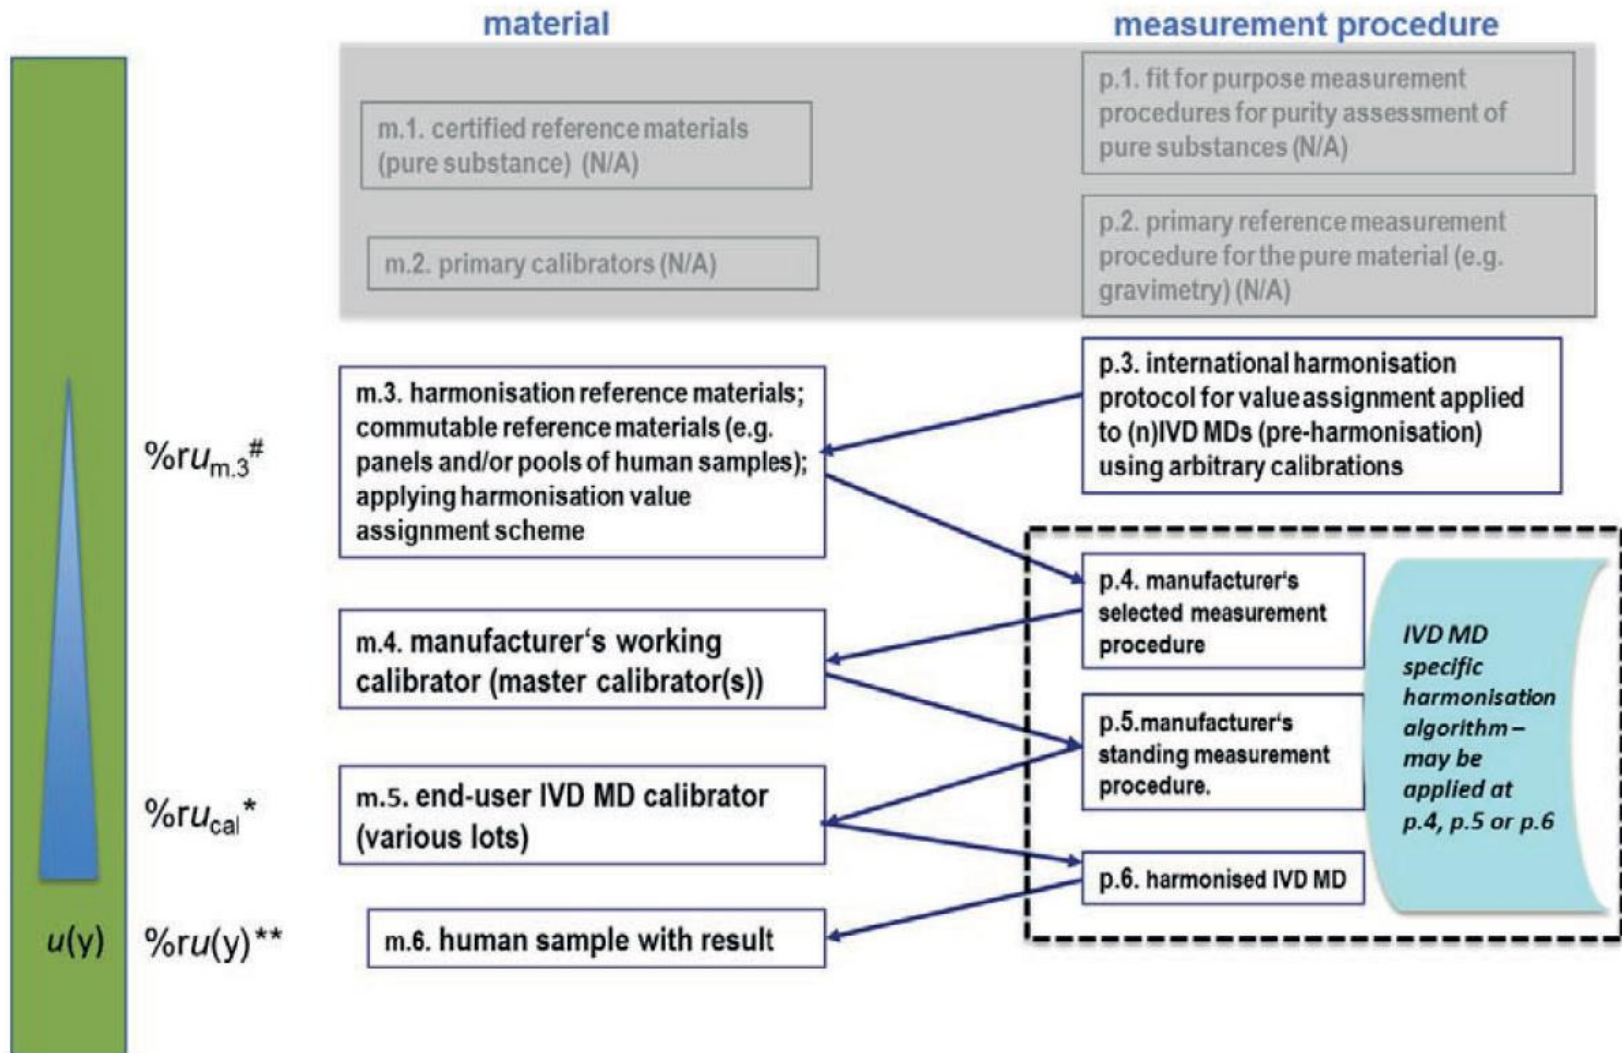 material
measurement procedure
m.1. certified reference materials
(pure substance) (N/A)
p.1. fit for purpose measurement
procedures for purity assessment of
pure substances (N/A)
m.2. primary calibrators (N/A)
p.2. primary reference measurement
procedure for the pure material (e.g.
gravimetry) (N/A)
%ru m.3 #
m.3. harmonisation reference materials;
commutable reference materials (e.g.
panels and/or pools of human samples);
applying harmonisation value
assignment scheme
p.3. international harmonisation
protocol for value assignment applied
to (n)IVD MDs (pre-harmonisation)
using arbitrary calibrations
m.4. manufacturer‘s working
calibrator (master calibrator(s))
p.4. manufacturer‘s
selected measurement
procedure
p.5.manufacturer‘s
standing measurement
procedure.
IVD MD
specific
harmonisation
algorithm –
may be
applied at
p.4, p.5 or p.6
%ru cal *
m.5. end-user IVD MD calibrator
(various lots)
p.6. harmonised IVD MD
u(y)
%ru(y)**
m.6. human sample with result